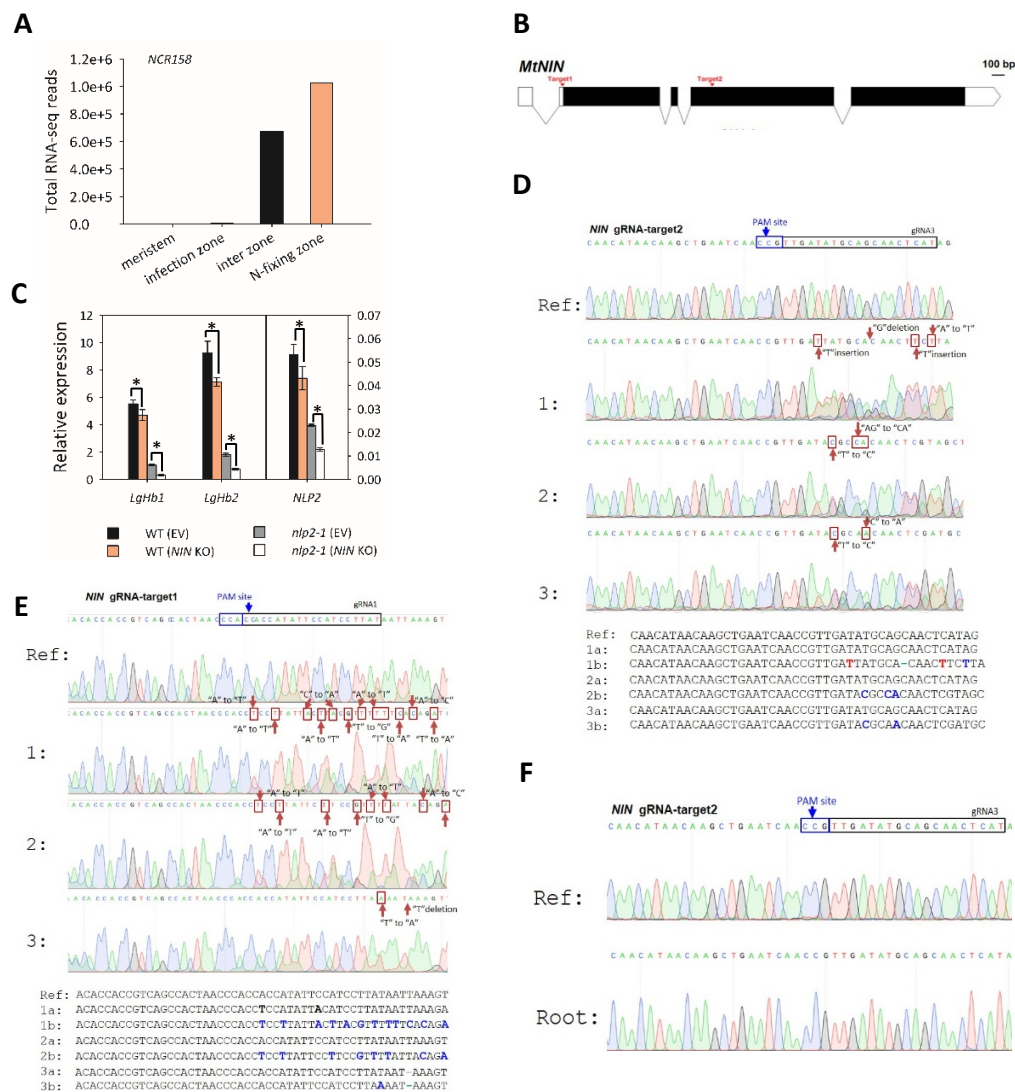 A
NCR158
Total RNA-seq reads
1.2e+6
1.0e+6
8.0e+5
6.0e+5
4.0e+5
2.0e+5
0.0
meristem
infection zone
inter zone
N-fixing zone
B
MtNIN
Target1
Target2
100 bp
C
Relative expression
12
10
8
6
4
2
0
0.07
0.06
0.05
0.04
0.03
0.02
0.01
0.00
* * * * * *
LgHb1 LgHb2 NLP2
WT (EV)
nlp2-1 (EV)
WT (NIN KO)
nlp2-1 (NIN KO)
D
NIN gRNA-target2
PAM site
gRNA3
CAACATAACAAGCTGAATCAACCGTTGATATGCAGCAACTCATAG
Ref:
"G"deletion
"A" to "T"
CAACATAACAAGCTGAATCAACCGTTGATTATGCACAACTTCTTA
"T"insertion
"T"insertion
1:
"AG" to "CA"
CAACATAACAAGCTGAATCAACCGTTGATACGCCACAACTCGTAGCT
"T" to "C"
2:
"C" to "A"
CAACATAACAAGCTGAATCAACCGTTGATACGCAACAACTCGATGC
"T" to "C"
3:
Ref: CAACATAACAAGCTGAATCAACCGTTGATATGCAGCAACTCATAG
1a: CAACATAACAAGCTGAATCAACCGTTGATATGCAGCAACTCATAG
1b: CAACATAACAAGCTGAATCAACCGTTGATTATGCA-CAACTTCTTA
2a: CAACATAACAAGCTGAATCAACCGTTGATATGCAGCAACTCATAG
2b: CAACATAACAAGCTGAATCAACCGTTGATACGCCACAACTCGTAGC
3a: CAACATAACAAGCTGAATCAACCGTTGATATGCAGCAACTCATAG
3b: CAACATAACAAGCTGAATCAACCGTTGATACGCAACAACTCGATGC
E
NIN gRNA-target1
PAM site
gRNA1
Ref:
"A" to "T"
"C" to "A"
"A" to "T"
"A" to "C"
"A" to "T"
"A" to "T"
"T" to "G"
"T" to "A"
"T" to "A"
1:
"A" to "T"
"A" to "T"
"A" to "C"
"A" to "T"
"A" to "T"
"T" to "G"
2:
"T"deletion
"T" to "A"
3:
Ref: ACACCACCGTCAGCCACTAACCCACCACCATATTCCATCCTTATAATTAAAGT
1a: ACACCACCGTCAGCCACTAACCCACCTCCATATTACATCCTTATAATTAAAGT
1b: ACACCACCGTCAGCCACTAACCCACCTCCTTATTACTTACGTTTTTCACAGA
2a: ACACCACCGTCAGCCACTAACCCACCACCATATTCCATCCTTATAATTAAAGT
2b: ACACCACCGTCAGCCACTAACCCACCTCCTTATTCCTTCCGTTTTATTACAGA
3a: ACACCACCGTCAGCCACTAACCCACCACCATATTCCATCCTTATAAT-AAAGT
3b: ACACCACCGTCAGCCACTAACCCACCACCATATTCCATCCTTAAAAT-AAAGT
F
NIN gRNA-target2
PAM site
gRNA3
CAACATAACAAGCTGAATCAACCGTTGATATGCAGCAACTCATA
Ref:
CAACATAACAAGCTGAATCAACCGTTGATATGCAGCAACTCATA
Root: